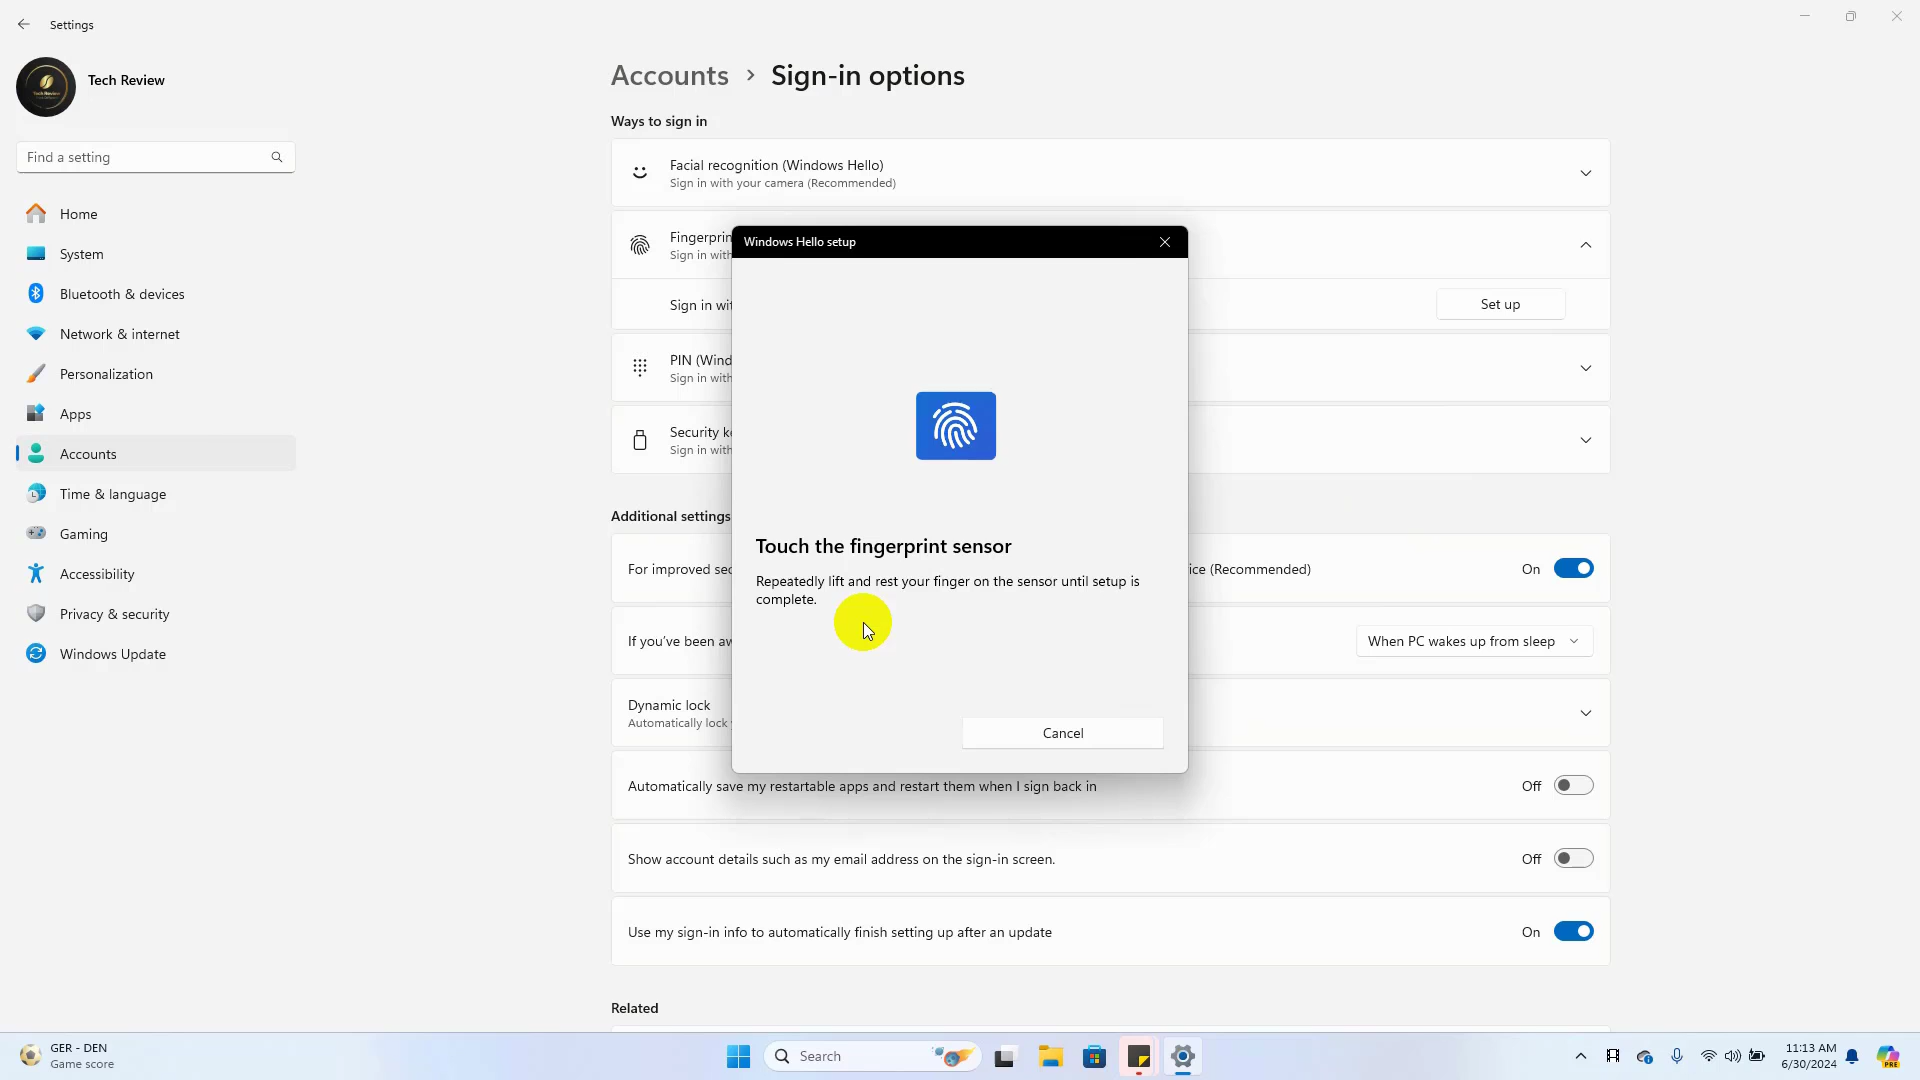 Settings
Tech Review
Find a setting
Home
System
Bluetooth & devices
Network & internet
Personalization
Apps
Accounts
Time & language
Gaming
Accessibility
Privacy & security
Windows Update
Accounts > Sign-in options
Ways to sign in
Facial recognition (Windows Hello)
Sign in with your camera (Recommended)
Sign in with
Set up
PIN (Wind
Sign in with
Security
Sign in with
Additional settings
For improved
(Recommended) On
If you've been
When PC wakes up from sleep
Dynamic lock
Automatically lock
Automatically save my restartable apps and restart them when I sign back in Off
Show account details such as my email address on the sign-in screen. Off
Use my sign-in info to automatically finish setting up after an update On
Related
Windows Hello setup
Touch the fingerprint sensor
Repeatedly lift and rest your finger on the sensor until setup is
complete.
Cancel
GER - DEN
Game score
Search
11:13 AM
6/30/2024
PRE